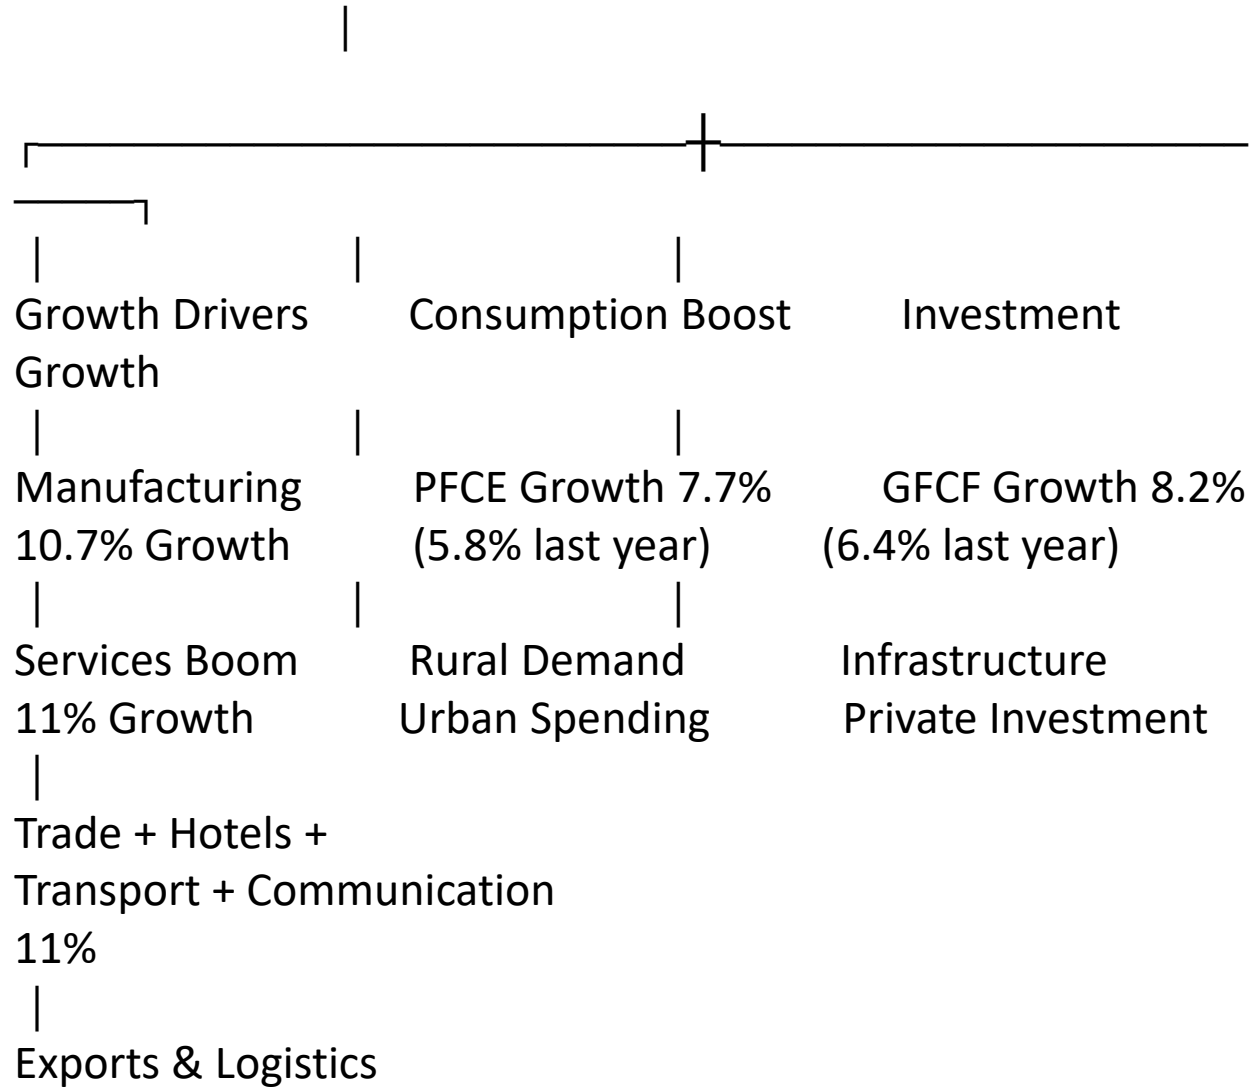 Growth Drivers Consumption Boost Investment
Growth
Manufacturing PFCE Growth 7.7% GFCF Growth 8.2%
10.7% Growth (5.8% last year) (6.4% last year)
Services Boom Rural Demand Infrastructure
11% Growth Urban Spending Private Investment
Trade + Hotels +
Transport + Communication
11%
Exports & Logistics